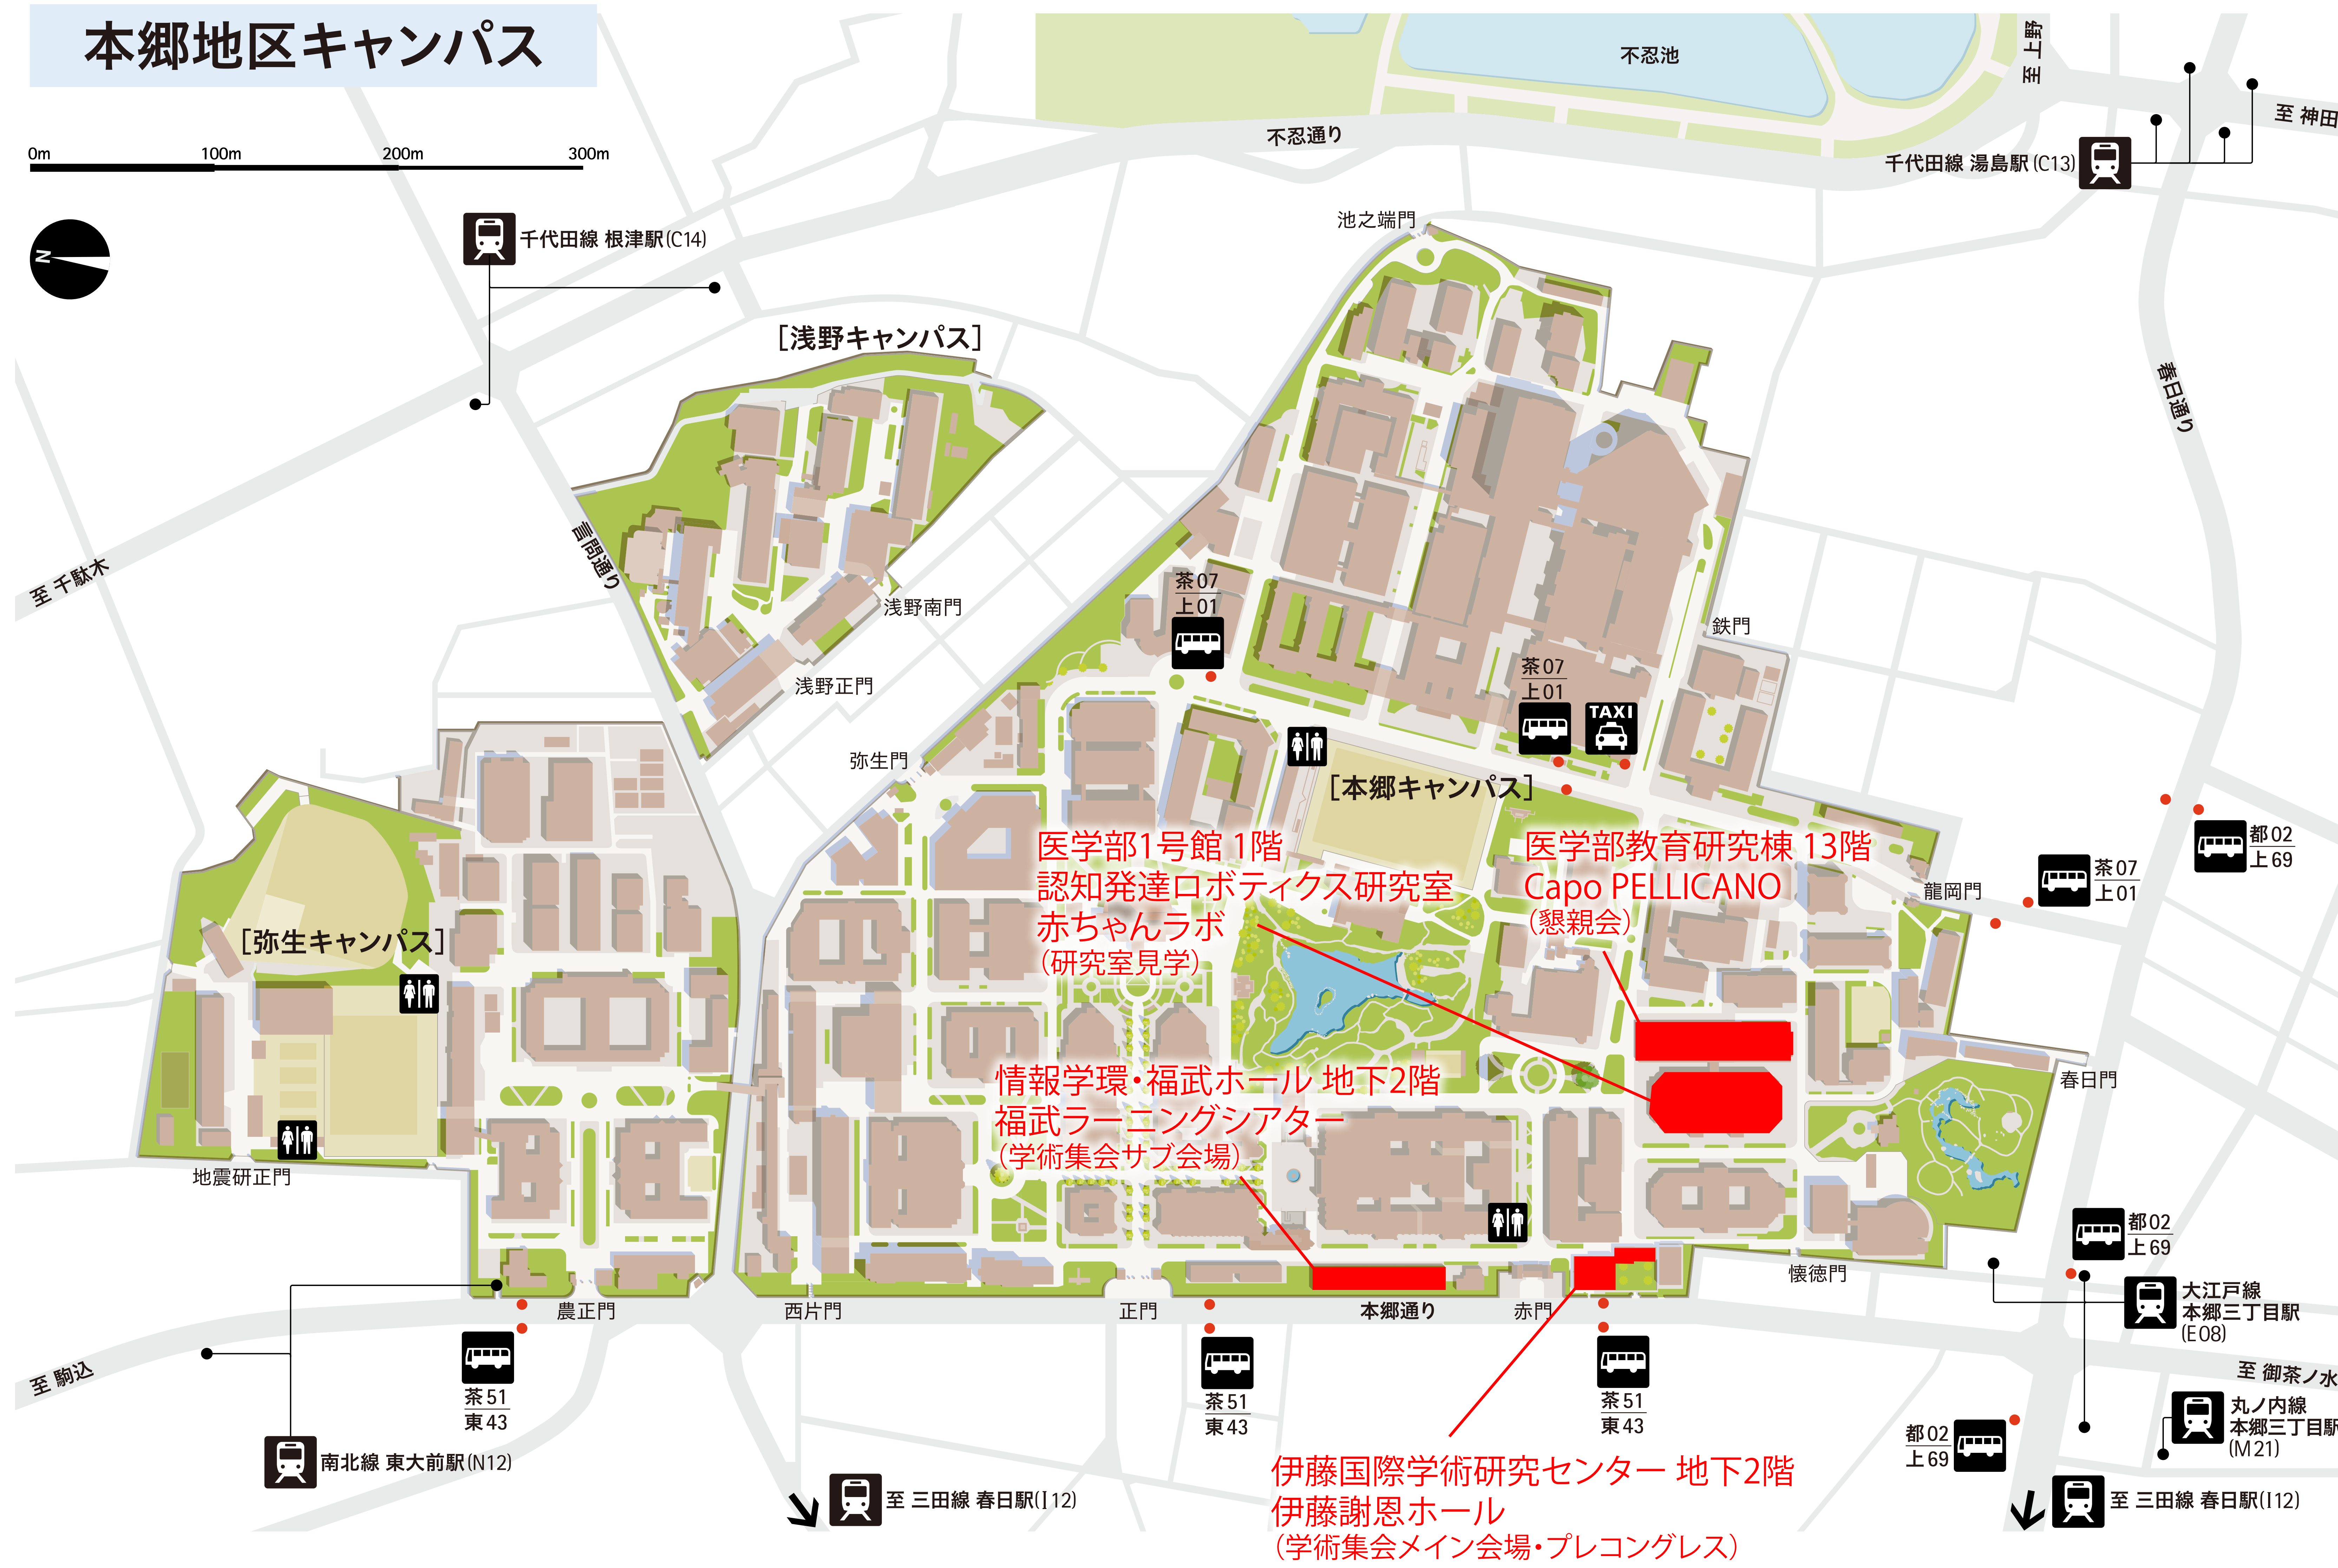 本郷地区キャンパス
0m
100m
200m
300m
N
不忍池
至 上野
至 神田
不忍通り
千代田線 湯島駅(C13)
千代田線 根津駅(C14)
池之端門
[浅野キャンパス]
春日通り
言問通り
至 千駄木
浅野南門
浅野正門
茶07
上01
鉄門
茶07
上01
TAXI
弥生門
[本郷キャンパス]
都02
上69
茶07
上01
龍岡門
医学部1号館 1階
認知発達ロボティクス研究室
赤ちゃんラボ
(研究室見学)
医学部教育研究棟 13階
Capo PELLICANO
(懇親会)
[弥生キャンパス]
情報学環・福武ホール 地下2階
福武ラーニングシアター
(学術集会サブ会場)
春日門
地震研正門
都02
上69
懐徳門
大江戸線
本郷三丁目駅
(E08)
農正門
西片門
正門
本郷通り
赤門
至 駒込
茶51
東43
茶51
東43
茶51
東43
至 御茶ノ水
丸ノ内線
本郷三丁目駅
(M21)
都02
上69
南北線 東大前駅(N12)
至 三田線 春日駅(I12)
伊藤国際学術研究センター 地下2階
伊藤謝恩ホール
(学術集会メイン会場・プレコングレス)
至 三田線 春日駅(I12)